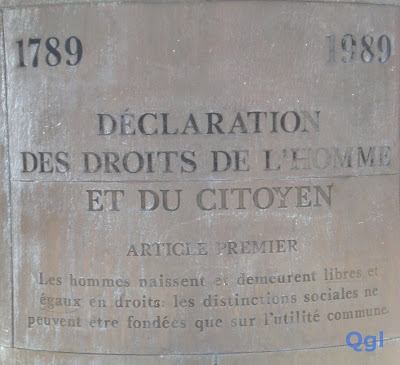 1789 1989
DÉCLARATION
DES DROITS DE L'HOMME
ET DU CITOYEN
ARTICLE PREMIER
Les hommes naissent et demeurent libres et
égaux en droits: les distinctions sociales ne
peuvent être fondées que sur l'utilité commune.
Qgl